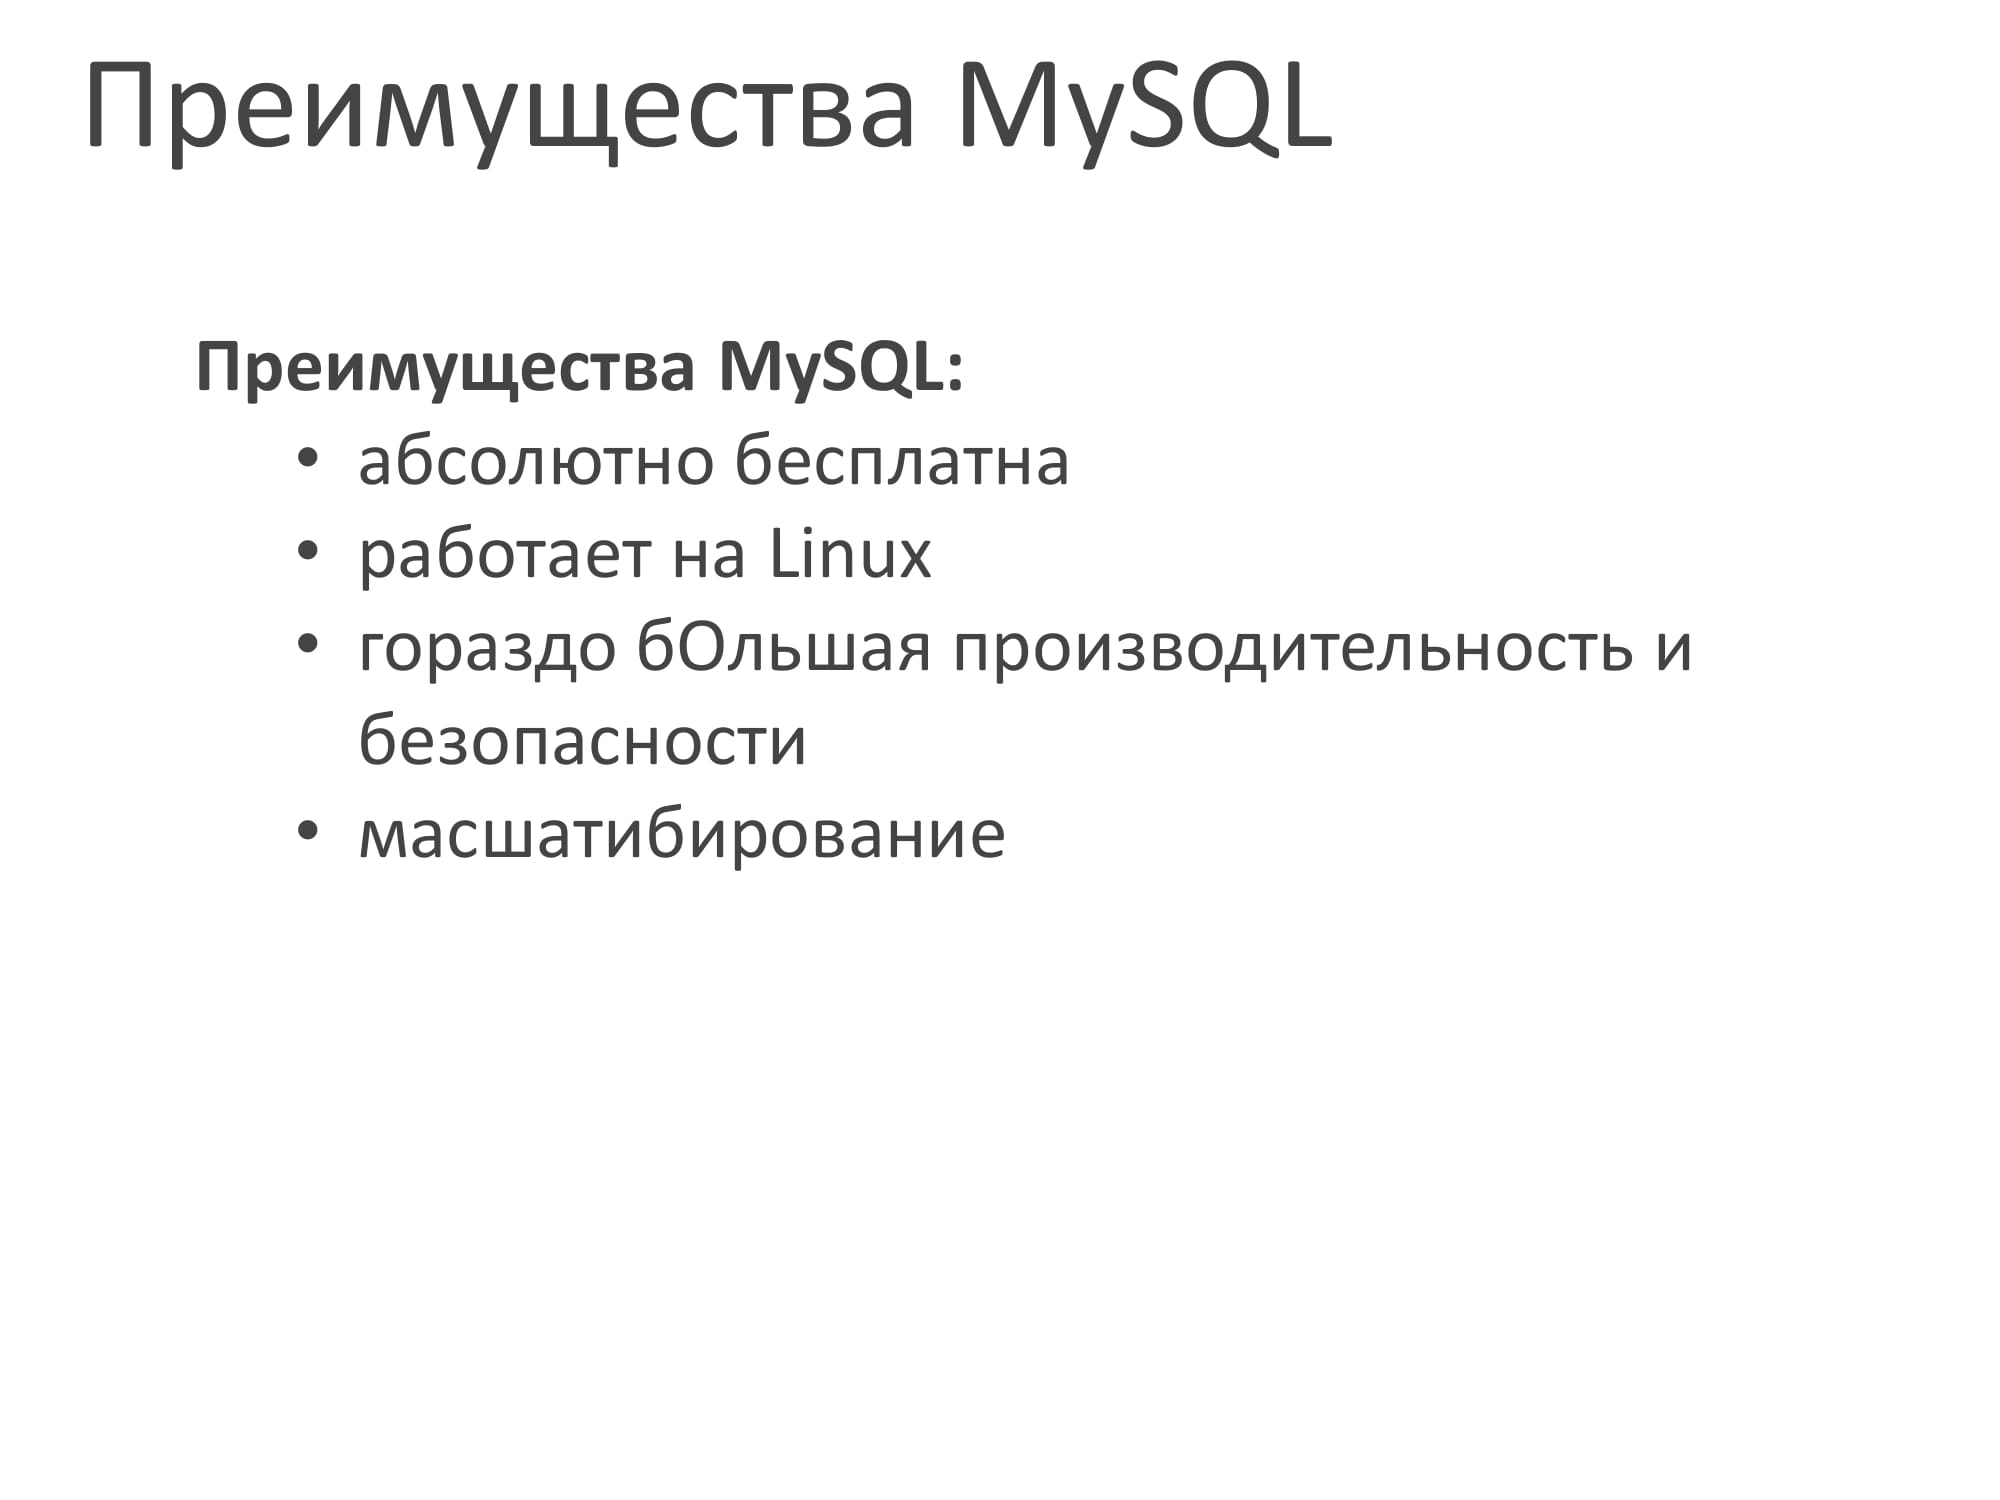 Преимущества MySQL
Преимущества MySQL:
• абсолютно бесплатна
• работает на Linux
• гораздо бОльшая производительность и
безопасности
• масшатибирование